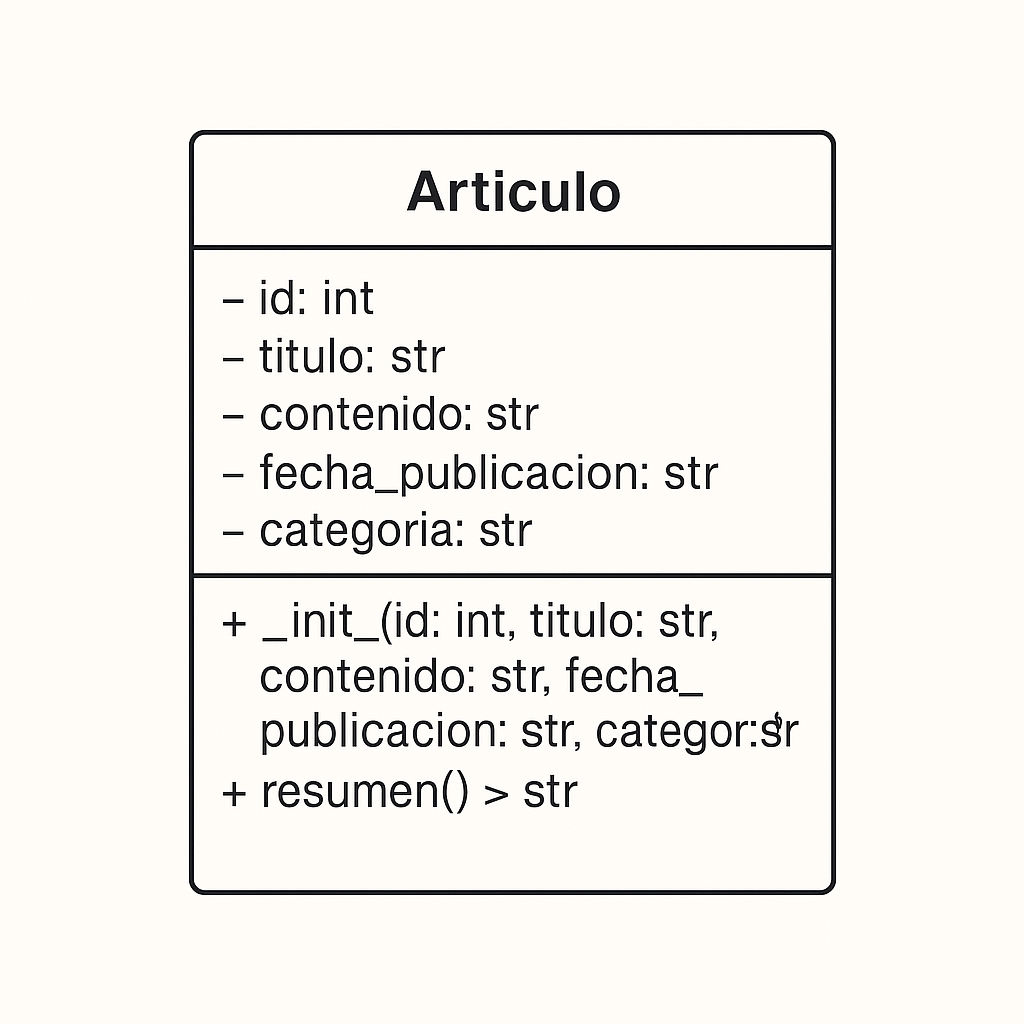 Articulo
– id: int
– titulo: str
– contenido: str
– fecha_publicacion: str
– categoria: str
+ _init_(id: int, titulo: str,
contenido: str, fecha_
publicacion: str, categor:
+ resumen() > str